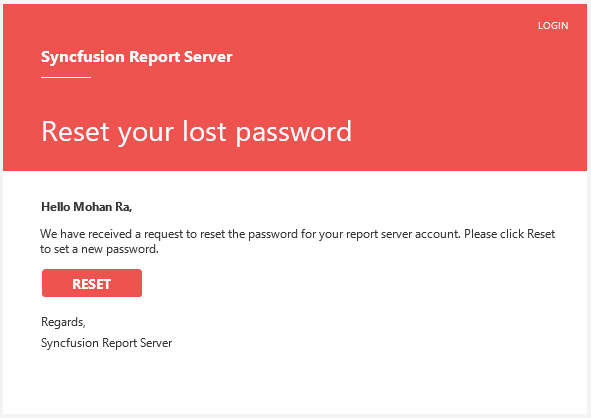 LOGIN
Syncfusion Report Server
Reset your lost password
Hello Mohan Ra,
We have received a request to reset the password for your report server account. Please click Reset
to set a new password.
RESET
Regards,
Syncfusion Report Server